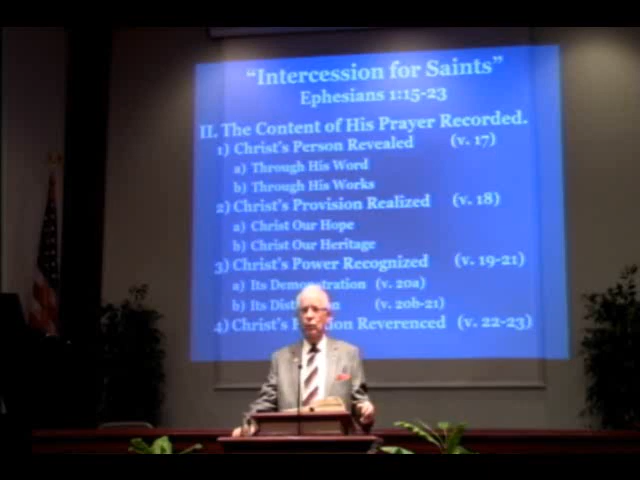 “Intercession for Saints”
Ephesians 1:15-23
II. The Content of His Prayer Recorded.
1) Christ's Person Revealed (v. 17)
a) Through His Word
b) Through His Works
2) Christ's Provision Realized (v. 18)
a) Christ Our Hope
b) Christ Our Heritage
3) Christ's Power Recognized (v. 19-21)
a) Its Demonstration (v. 20a)
b) Its (v. 20b-21)
4) Christ's Reverenced (v. 22-23)